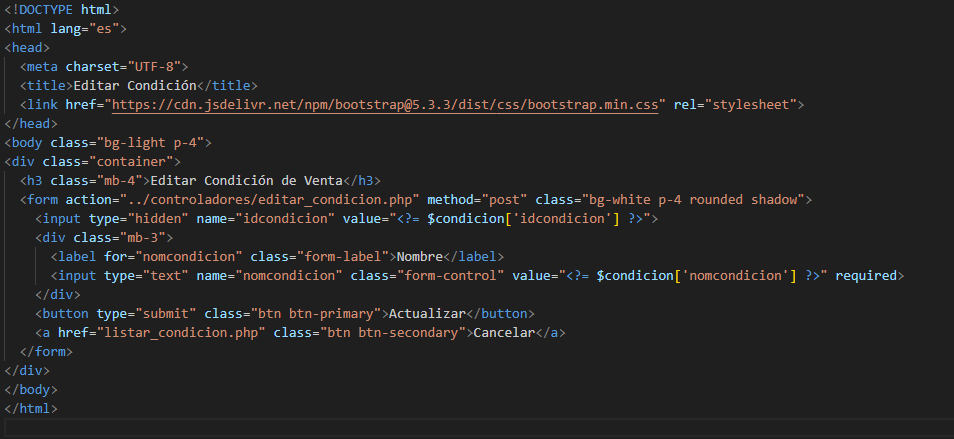 <!DOCTYPE html>
<html lang="es">
<head>
  <meta charset="UTF-8">
  <title>Editar Condición</title>
  <link href="https://cdn.jsdelivr.net/npm/bootstrap@5.3.3/dist/css/bootstrap.min.css" rel="stylesheet">
</head>
<body class="bg-light p-4">
<div class="container">
  <h3 class="mb-4">Editar Condición de Venta</h3>
  <form action="../controladores/editar_condicion.php" method="post" class="bg-white p-4 rounded shadow">
    <input type="hidden" name="idcondicion" value="<?= $condicion['idcondicion'] ?>">
    <div class="mb-3">
      <label for="nomcondicion" class="form-label">Nombre</label>
      <input type="text" name="nomcondicion" class="form-control" value="<?= $condicion['nomcondicion'] ?>" required>
    </div>
    <button type="submit" class="btn btn-primary">Actualizar</button>
    <a href="listar_condicion.php" class="btn btn-secondary">Cancelar</a>
  </form>
</div>
</body>
</html>